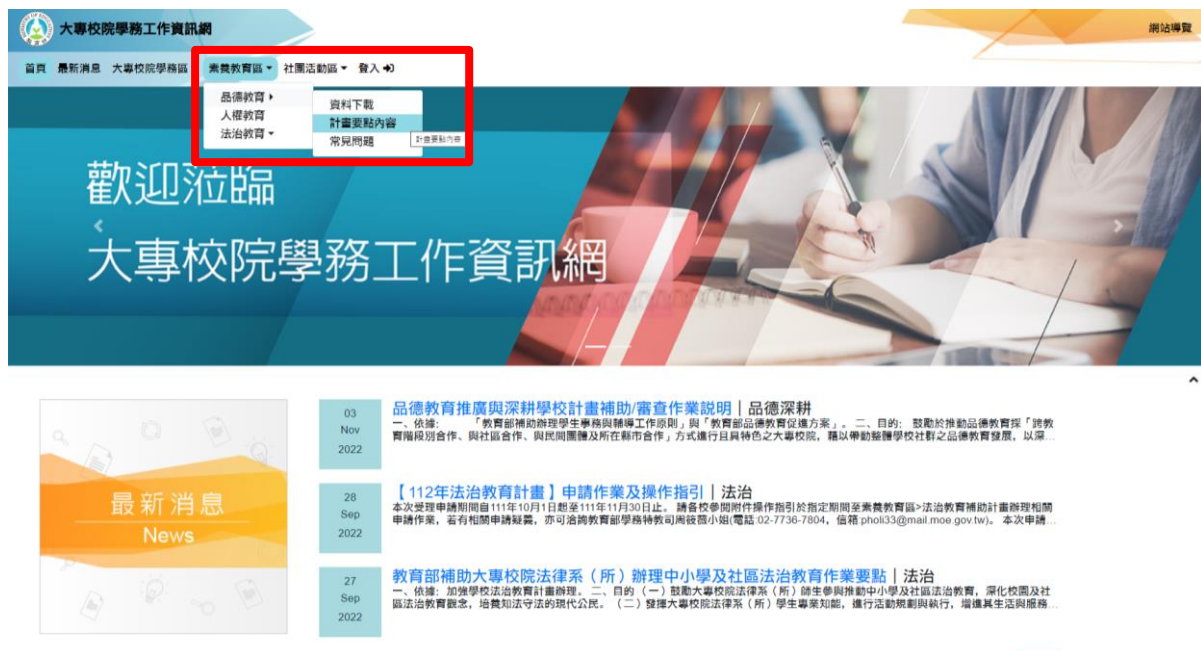 大專校院學務工作資訊網
網站導覽
首頁 最新消息 大專校院學務區 素養教育區 社團活動區 登入
品德教育
人權教育
法治教育
資料下載
計畫要點內容
常見問題
計畫要點內容
歡迎蒞臨
大專校院學務工作資訊網
最新消息
News
03
Nov
2022
品德教育推廣與深耕學校計畫補助/審查作業說明 | 品德深耕
一、依據: 「教育部補助辦理學生事務與輔導工作原則」與「教育部品德教育促進方案」。 二、目的: 鼓勵於推動品德教育採「跨教
育階段別合作、與社區合作、與民間團體及所在縣市合作」方式進行且具特色之大專校院，藉以帶動整體學校社群之品德教育發展，以深...
28
Sep
2022
【112年法治教育計畫】申請作業及操作指引 | 法治
本次受理申請期間自111年10月1日起至111年11月30日止。 請各校參閱附件操作指引於指定期間至素養教育區>法治教育補助計畫辦理相關
申請作業，若有相關申請疑義，亦可洽詢教育部學務特教司周筱薔小姐(電話:02-7736-7804，信箱 pholi33@mail.moe.gov.tw)。 本次申請...
27
Sep
2022
教育部補助大專校院法律系（所）辦理中小學及社區法治教育作業要點 | 法治
一、依據: 加強學校法治教育計畫辦理。 二、目的 （一）鼓勵大專校院法律系（所）師生參與推動中小學及社區法治教育，深化校園及社
區法治教育觀念，培養知法守法的現代公民。 （二）發揮大專校院法律系（所）學生專業知能，進行活動規劃與執行，增進其生活與服務...